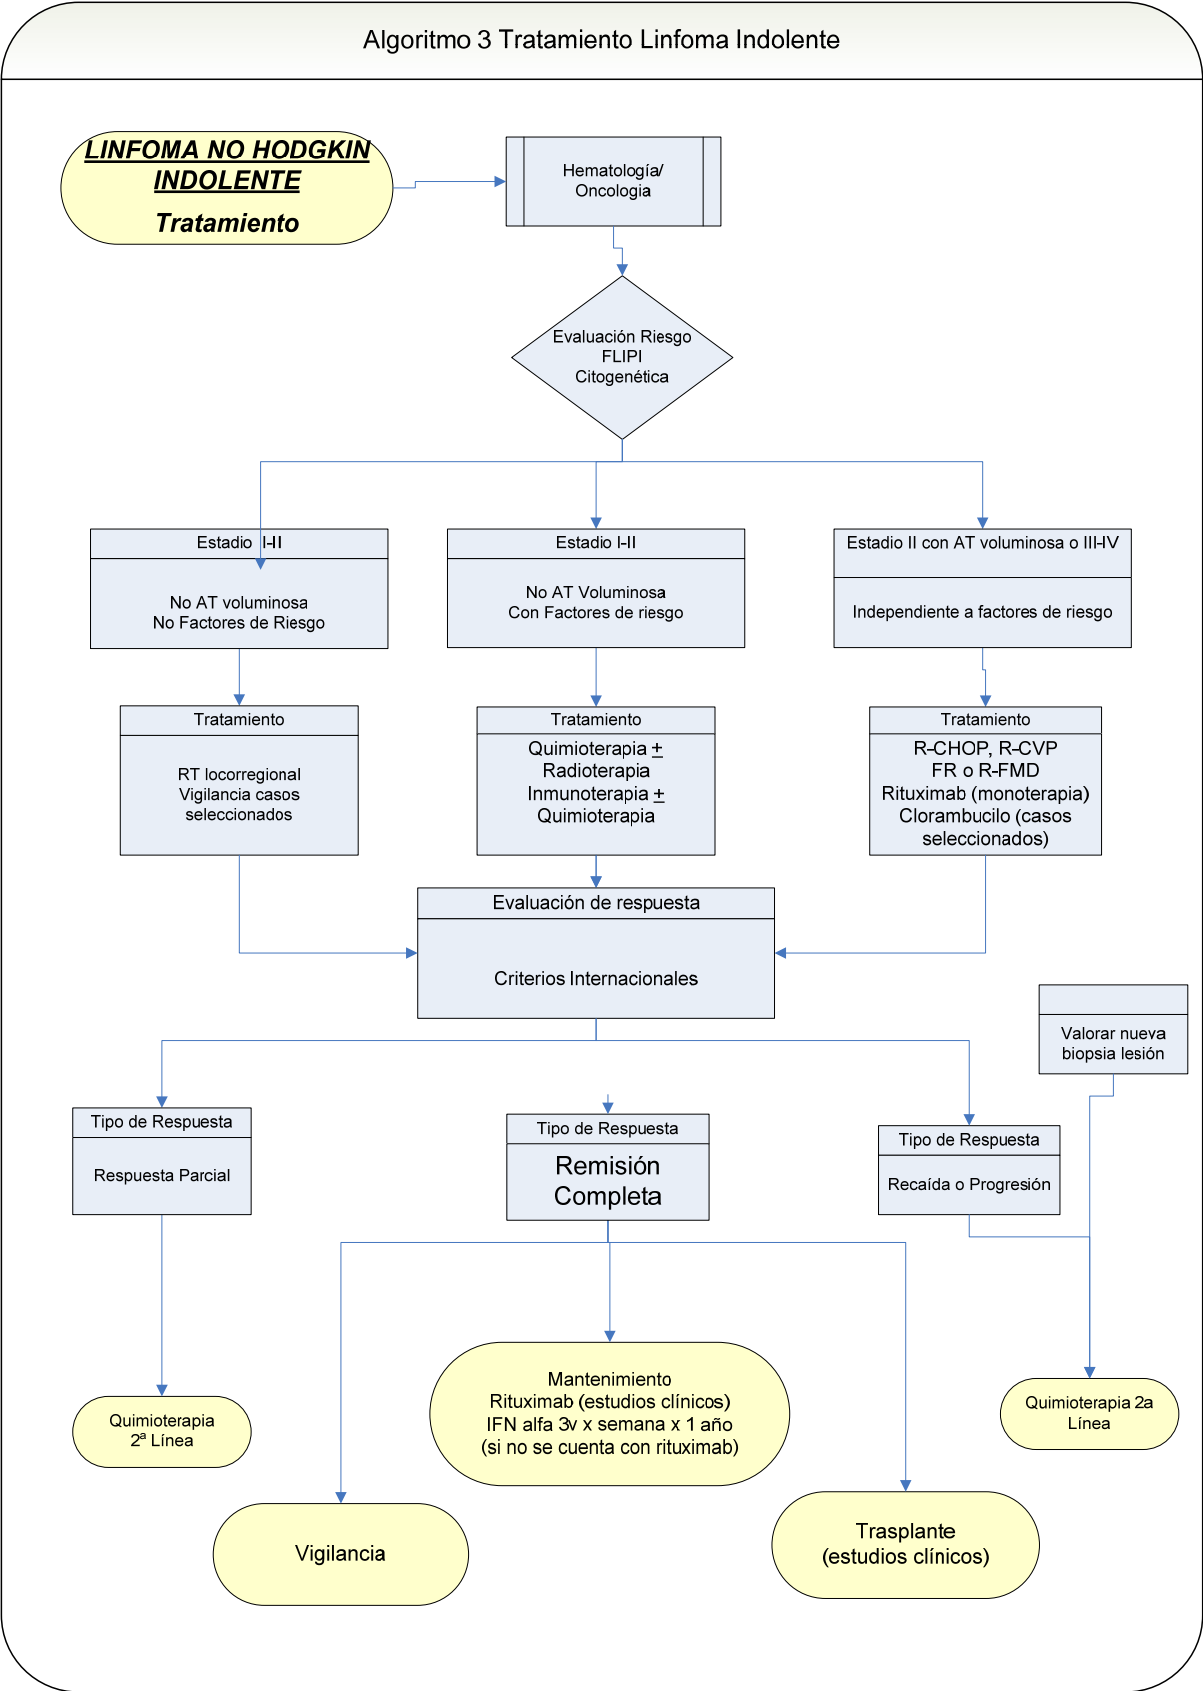 Algoritmo 3 Tratamiento Linfoma Indolente
LINFOMA NO HODGKIN
INDOLENTE
Tratamiento
Hematología/
Oncologia
Evaluación Riesgo
FLIPI
Citogenética
Estadio I-II
No AT voluminosa
No Factores de Riesgo
Estadio I-II
No AT Voluminosa
Con Factores de riesgo
Estadio II con AT voluminosa o III-IV
Independiente a factores de riesgo
Tratamiento
RT locorregional
Vigilancia casos
seleccionados
Tratamiento
Quimioterapia ±
Radioterapia
Inmunoterapia ±
Quimioterapia
Tratamiento
R-CHOP, R-CVP
FR o R-FMD
Rituximab (monoterapia)
Clorambucilo (casos
seleccionados)
Evaluación de respuesta
Criterios Internacionales
Valorar nueva
biopsia lesión
Tipo de Respuesta
Respuesta Parcial
Tipo de Respuesta
Remisión
Completa
Tipo de Respuesta
Recaída o Progresión
Quimioterapia
2ª Línea
Mantenimiento
Rituximab (estudios clínicos)
IFN alfa 3v x semana x 1 año
(si no se cuenta con rituximab)
Quimioterapia 2a
Línea
Vigilancia
Trasplante
(estudios clínicos)